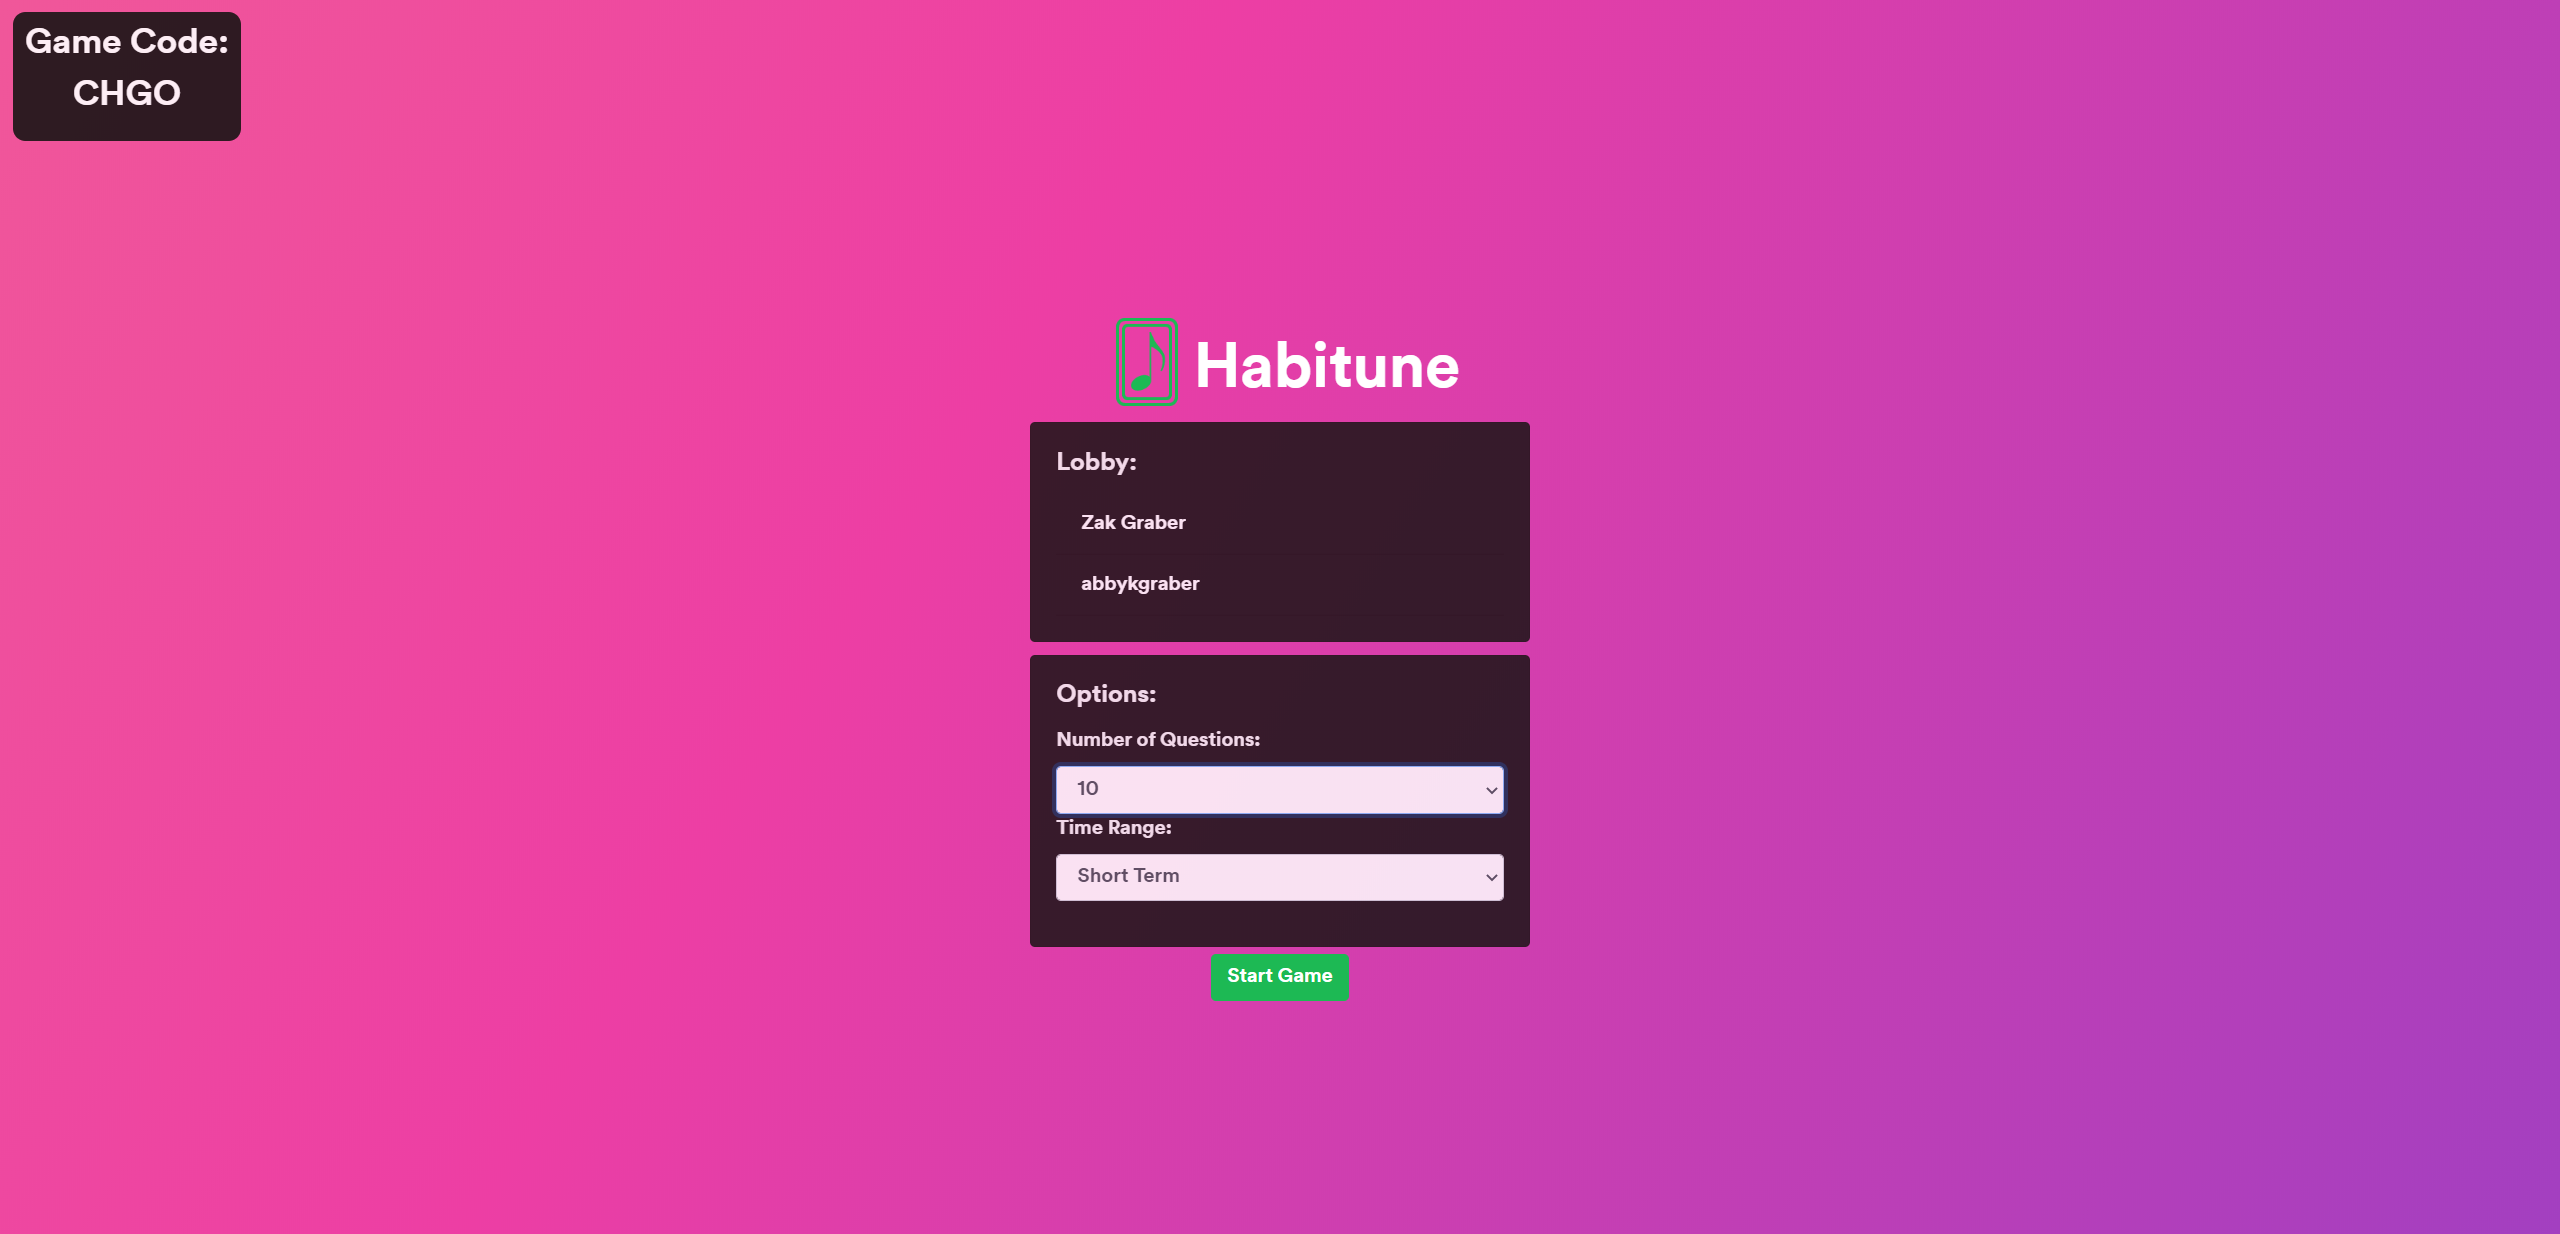 Game Code:
CHGO
Habitune
Lobby:
Zak Graber
abbykgraber
Options:
Number of Questions:
10
Time Range:
Short Term
Start Game